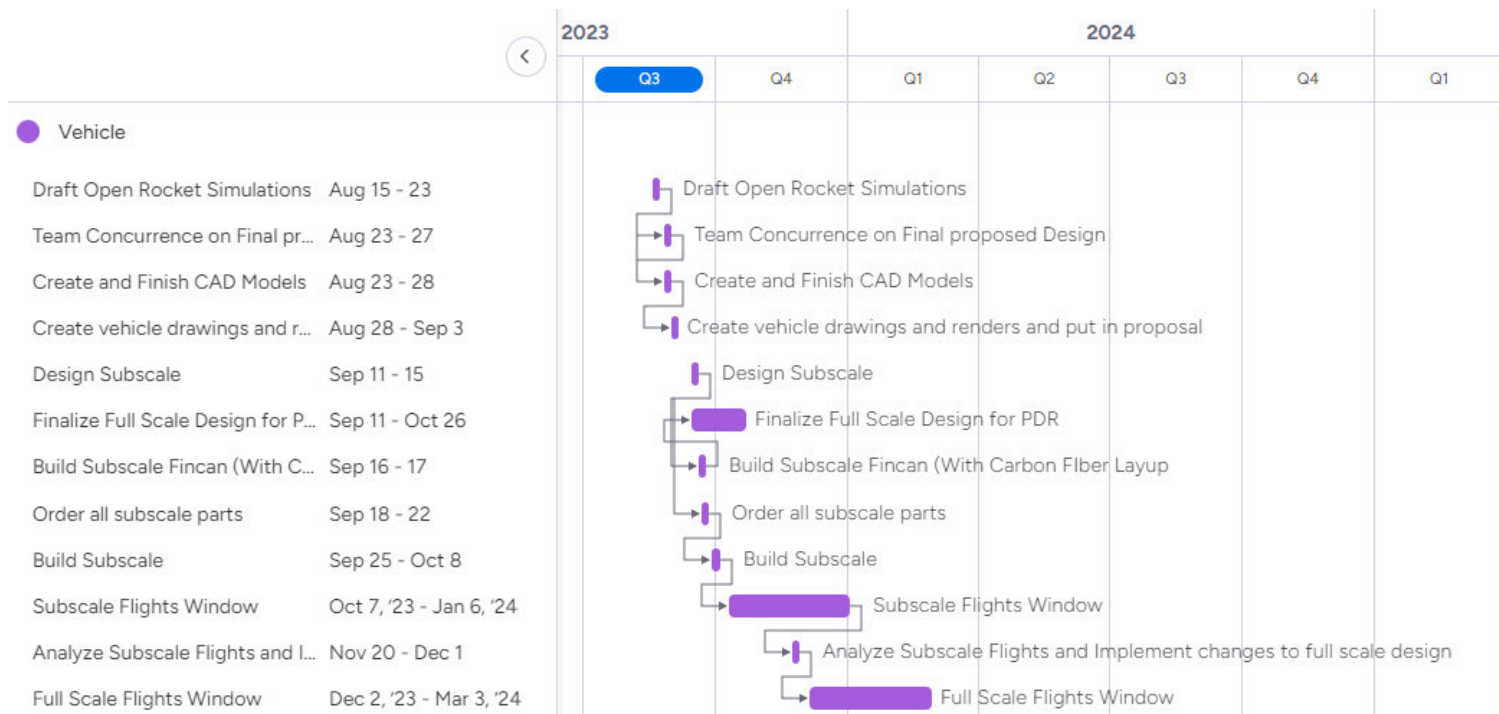 2023 2024
Q3 Q4 Q1 Q2 Q3 Q4 Q1
Vehicle
Draft Open Rocket Simulations Aug 15 - 23 Draft Open Rocket Simulations
Team Concurrence on Final pr... Aug 23 - 27 Team Concurrence on Final proposed Design
Create and Finish CAD Models Aug 23 - 28 Create and Finish CAD Models
Create vehicle drawings and r... Aug 28 - Sep 3 Create vehicle drawings and renders and put in proposal
Design Subscale Sep 11 - 15 Design Subscale
Finalize Full Scale Design for P... Sep 11 - Oct 26 Finalize Full Scale Design for PDR
Build Subscale Fincan (With C... Sep 16 - 17 Build Subscale Fincan (With Carbon FIber Layup
Order all subscale parts Sep 18 - 22 Order all subscale parts
Build Subscale Sep 25 - Oct 8 Build Subscale
Subscale Flights Window Oct 7, '23 - Jan 6, '24 Subscale Flights Window
Analyze Subscale Flights and I... Nov 20 - Dec 1 Analyze Subscale Flights and Implement changes to full scale design
Full Scale Flights Window Dec 2, '23 - Mar 3, '24 Full Scale Flights Window